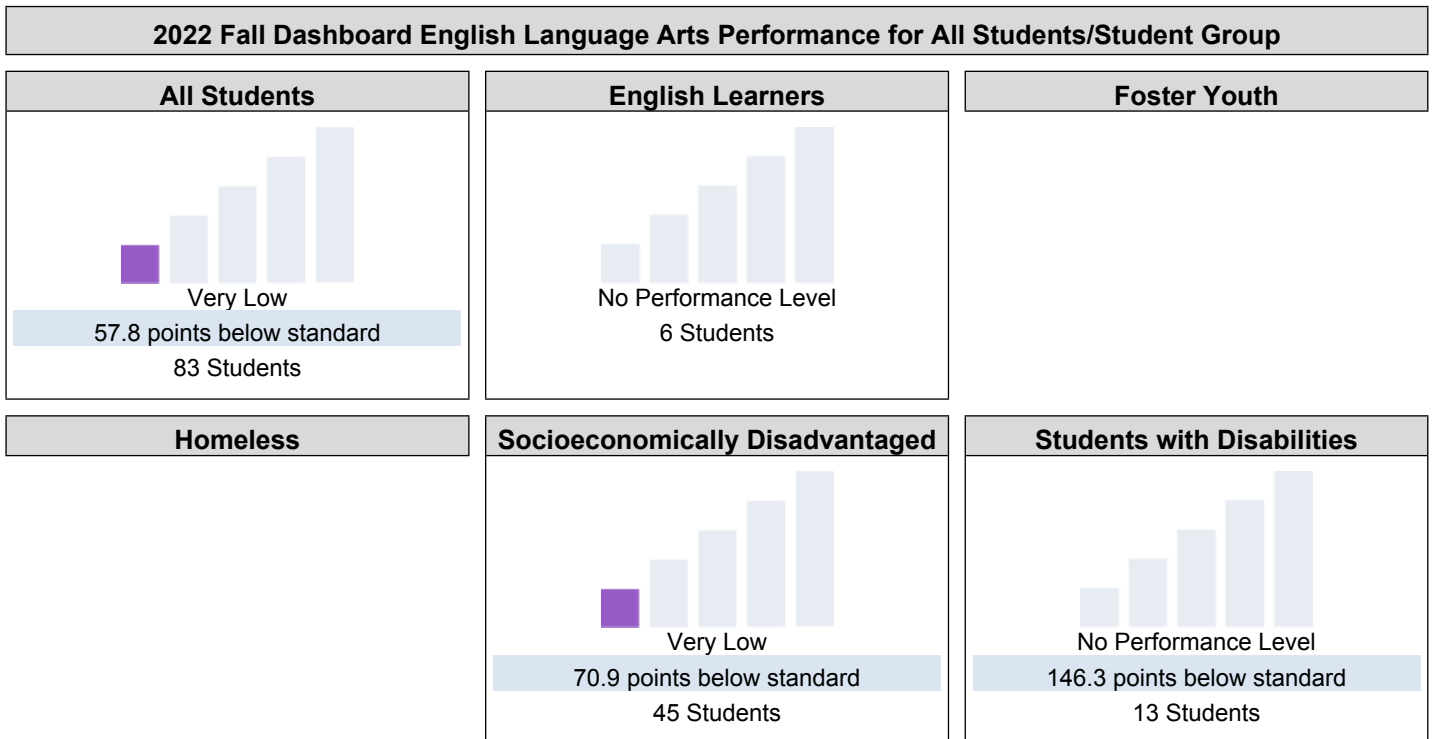 2022 Fall Dashboard English Language Arts Performance for All Students/Student Group
All Students
Very Low
57.8 points below standard
83 Students
English Learners
No Performance Level
6 Students
Foster Youth
Homeless
Socioeconomically Disadvantaged
Very Low
70.9 points below standard
45 Students
Students with Disabilities
No Performance Level
146.3 points below standard
13 Students